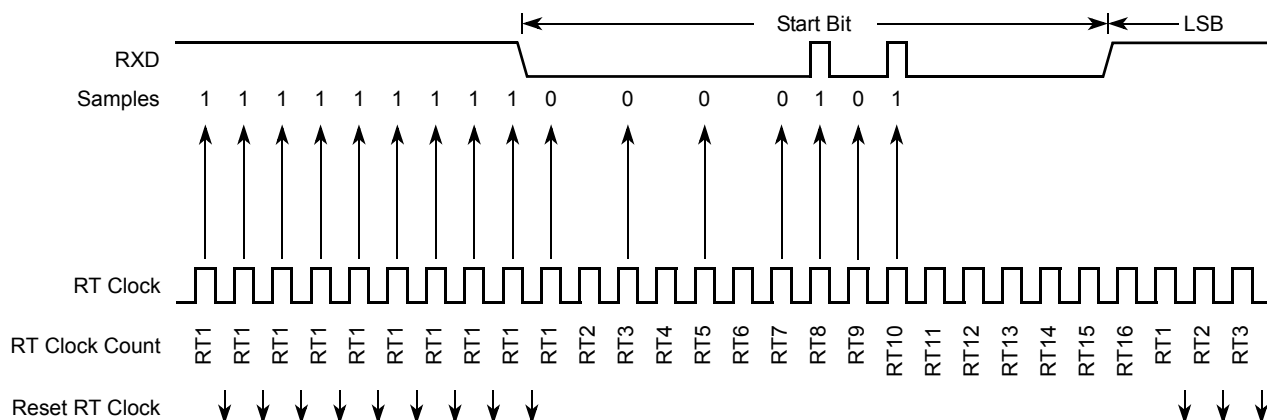 Start Bit LSB
RXD
Samples 1 1 1 1 1 1 1 1 1 0 0 0 0 1 0 1
RT Clock
RT Clock Count RT1 RT1 RT1 RT1 RT1 RT1 RT1 RT1 RT1 RT1 RT2 RT3 RT4 RT5 RT6 RT7 RT8 RT9 RT10 RT11 RT12 RT13 RT14 RT15 RT16 RT1 RT2 RT3
Reset RT Clock